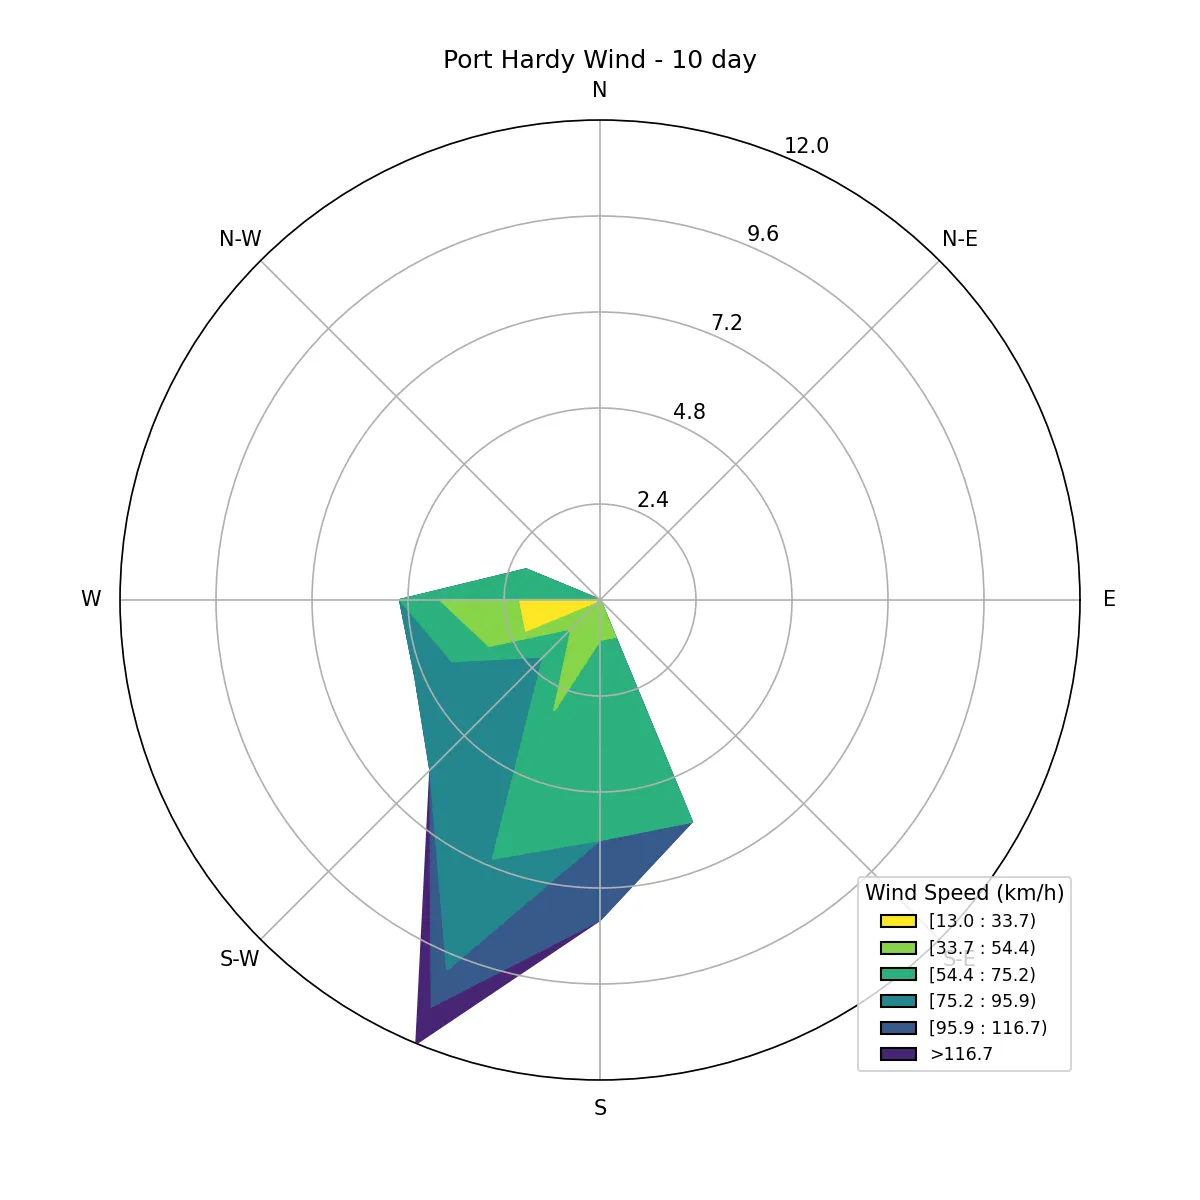 Port Hardy Wind - 10 day
N
12.0
N-W
9.6
N-E
7.2
4.8
2.4
W
E
S-W
S-E
S
Wind Speed (km/h)
[13.0 : 33.7)
[33.7 : 54.4)
[54.4 : 75.2)
[75.2 : 95.9)
[95.9 : 116.7)
>116.7